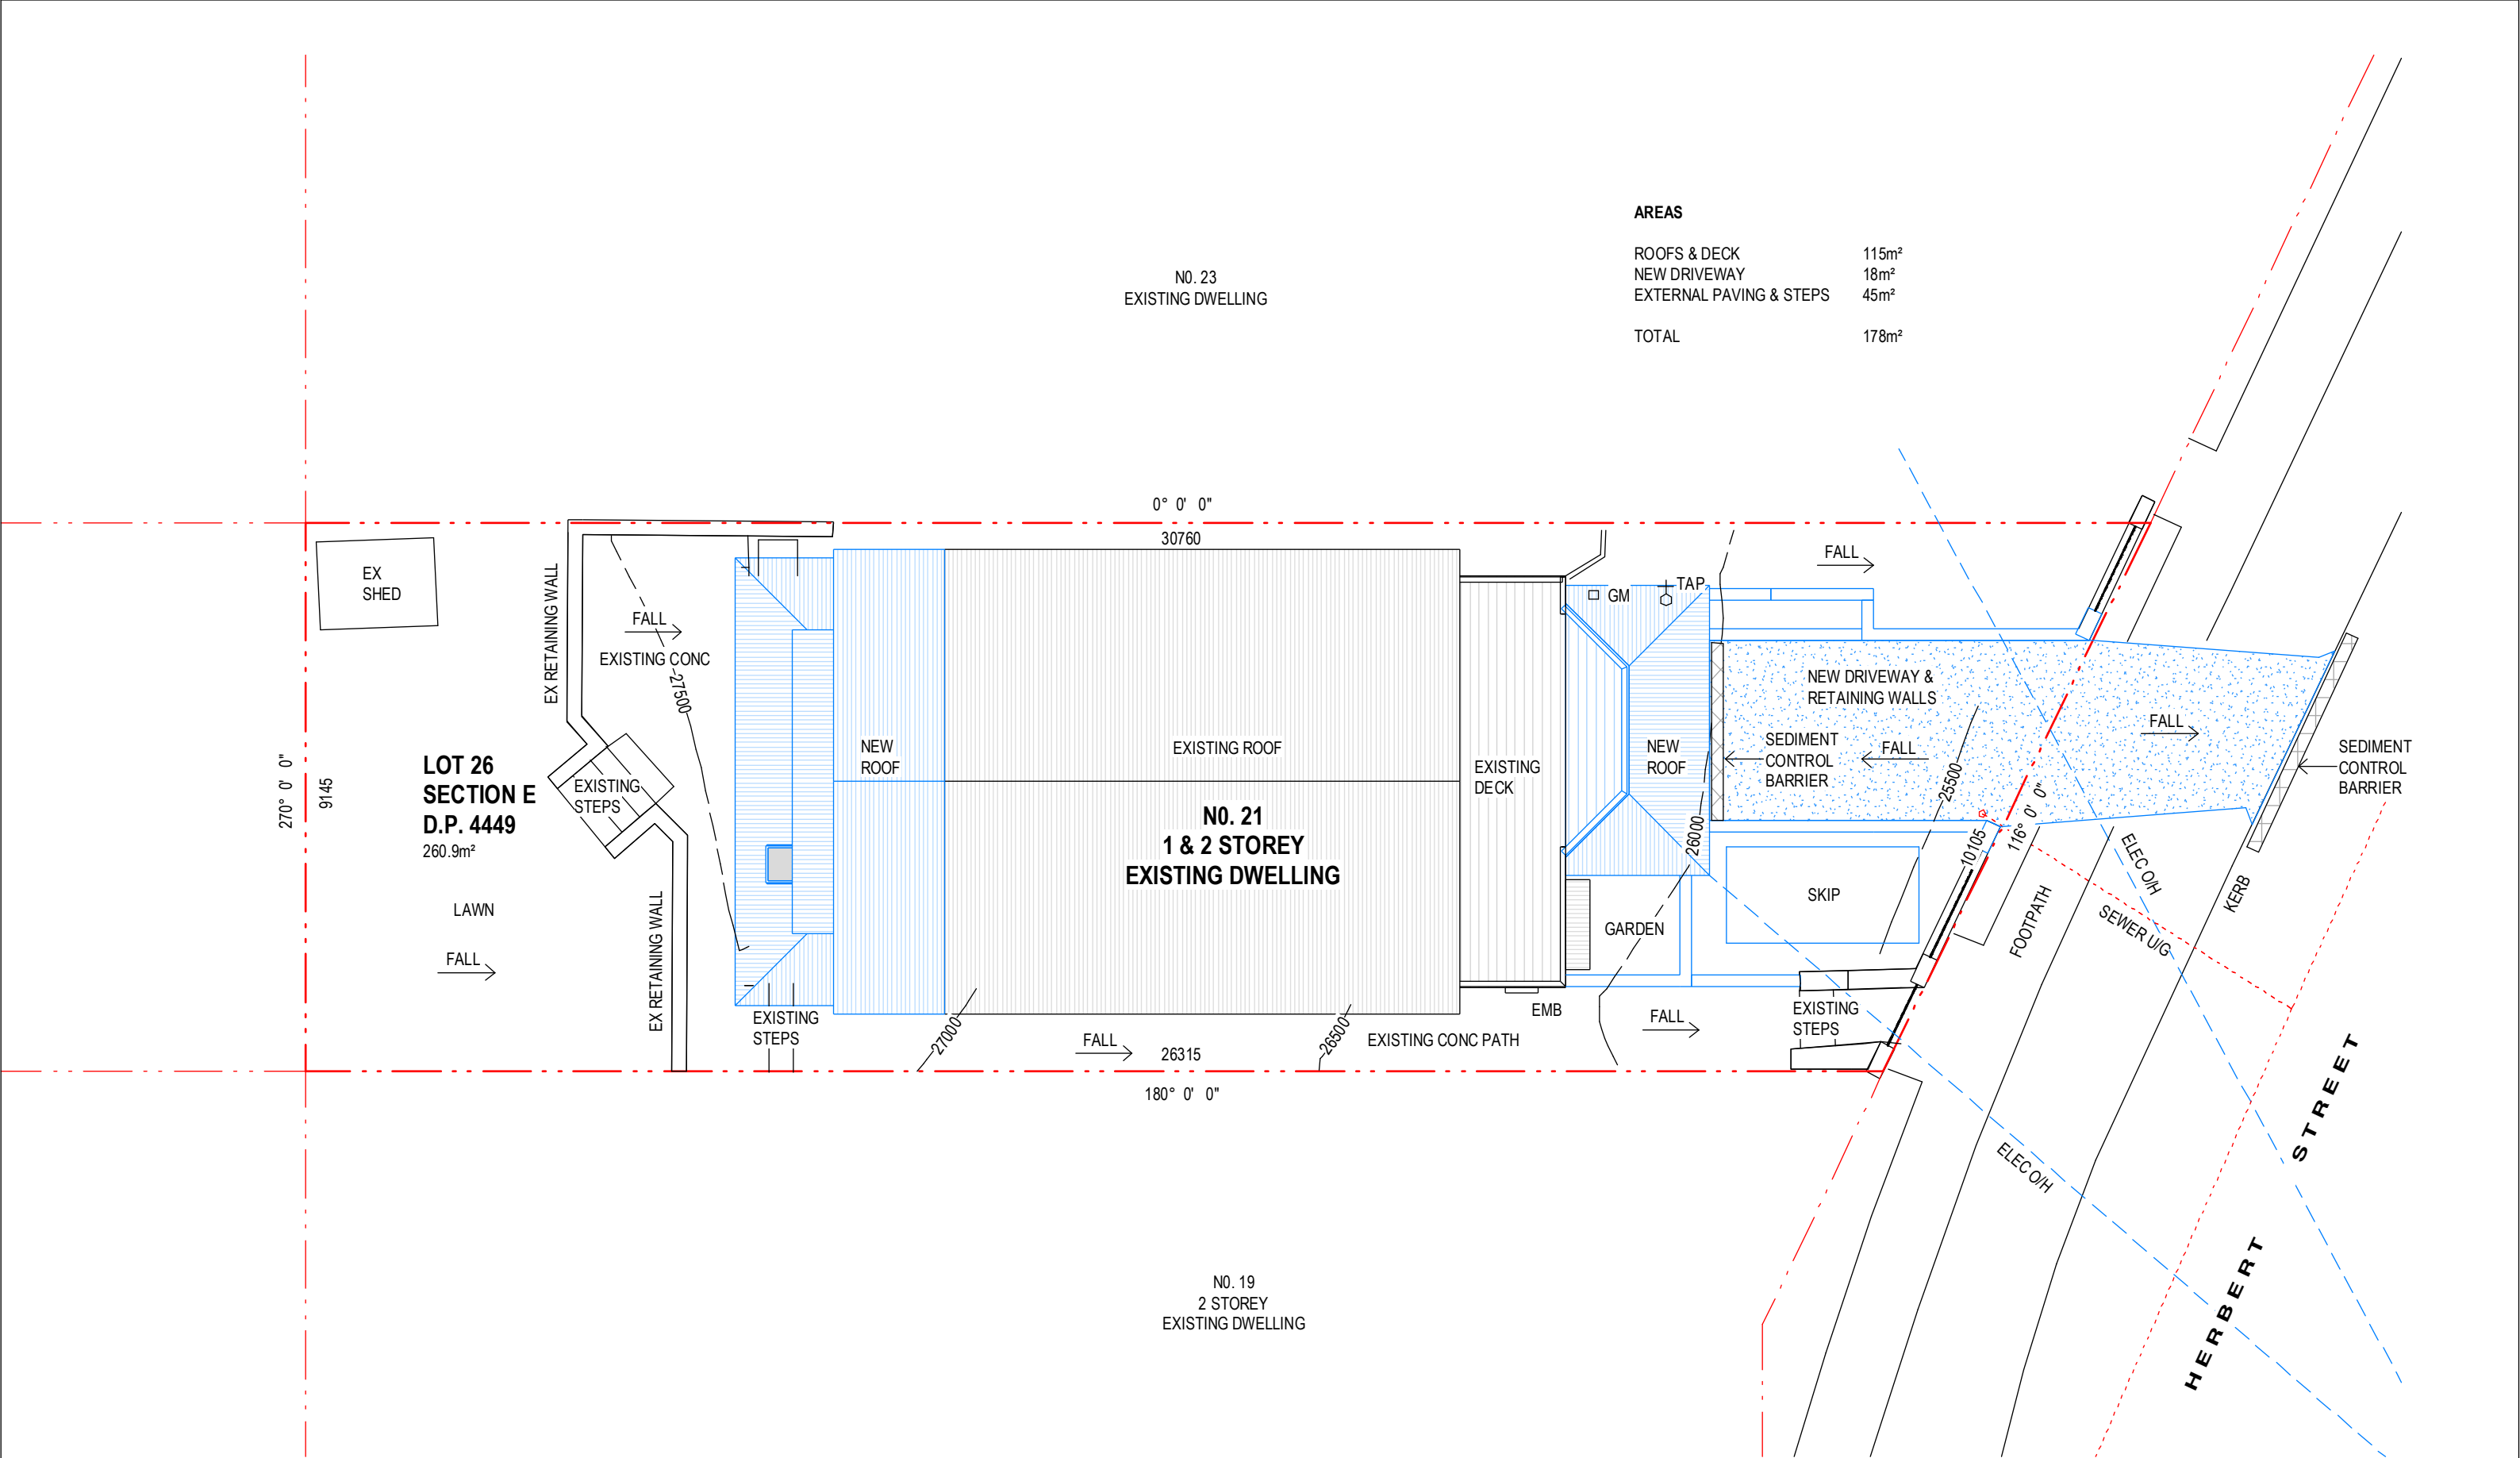 AREAS
ROOFS & DECK 115m²
NEW DRIVEWAY 18m²
EXTERNAL PAVING & STEPS 45m²
TOTAL 178m²
N0. 23
EXISTING DWELLING
0° 0' 0"
30760
EX
SHED
EX RETAINING WALL
FALL
EXISTING CONC
27500
EXISTING
STEPS
270° 0' 0"
9145
LOT 26
SECTION E
D.P. 4449
260.9m²
LAWN
FALL
EX RETAINING WALL
EXISTING
STEPS
NEW
ROOF
EXISTING ROOF
N0. 21
1 & 2 STOREY
EXISTING DWELLING
27000
FALL
26315
26500
EXISTING CONC PATH
180° 0' 0"
EXISTING
DECK
GM
TAP
NEW
ROOF
26000
GARDEN
EMB
FALL
FALL
NEW DRIVEWAY &
RETAINING WALLS
SEDIMENT
CONTROL
BARRIER
FALL
25500
FALL
SEDIMENT
CONTROL
BARRIER
SKIP
10105
116° 0' 0"
EXISTING
STEPS
FOOTPATH
ELEC O/H
SEWER U/G
KERB
ELEC O/H
HERBERT STREET
N0. 19
2 STOREY
EXISTING DWELLING